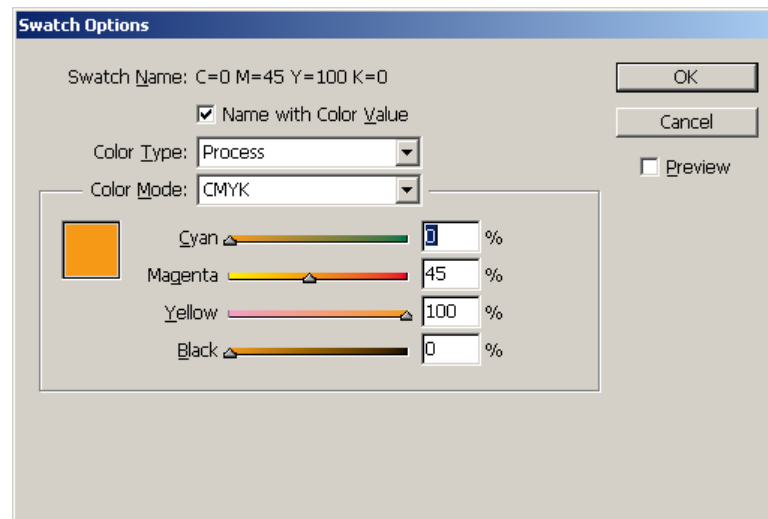 Swatch Options
Swatch Name: C=0 M=45 Y=100 K=0
OK
Name with Color Value
Cancel
Color Type: Process
Preview
Color Mode: CMYK
Cyan 0 %
Magenta 45 %
Yellow 100 %
Black 0 %